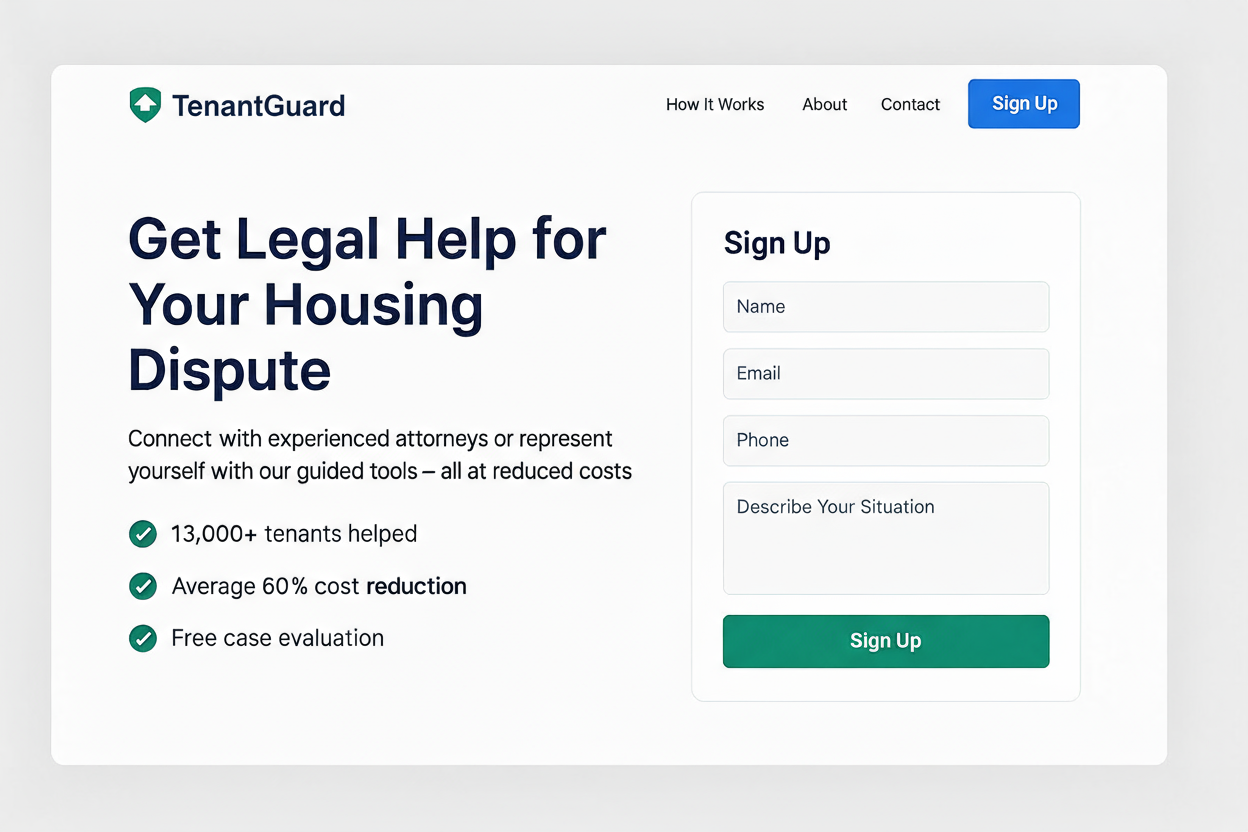 TenantGuard
How It Works
About
Contact
Sign Up
Get Legal Help for
Your Housing
Dispute
Connect with experienced attorneys or represent
yourself with our guided tools – all at reduced costs
13,000+ tenants helped
Average 60% cost reduction
Free case evaluation
Sign Up
Name
Email
Phone
Describe Your Situation
Sign Up